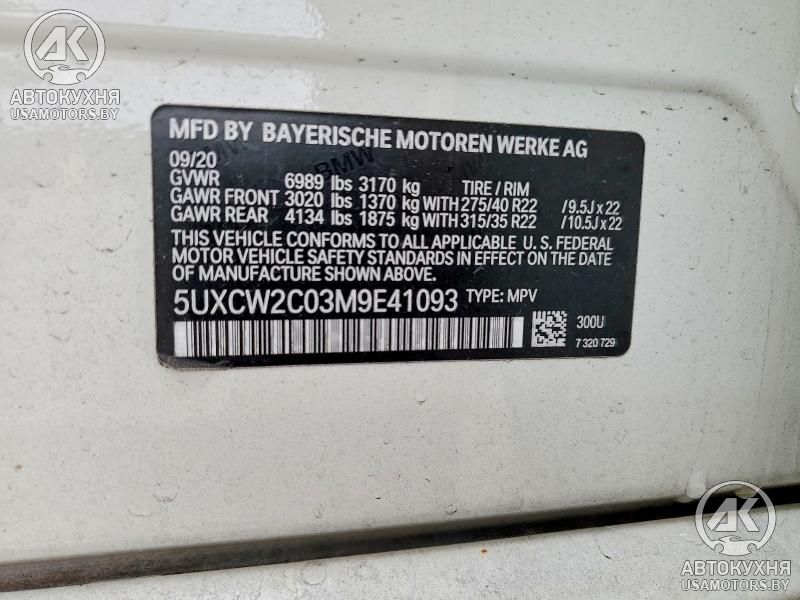 AK
АВТОКУХНЯ
USAMOTORS.BY
MFD BY BAYERISCHE MOTOREN WERKE AG
BMW
09/20
GVWR 6989 lbs 3170 kg TIRE / RIM
GAWR FRONT 3020 lbs 1370 kg WITH 275/40 R22 /9.5J x 22
GAWR REAR 4134 lbs 1875 kg WITH 315/35 R22 /10.5J x 22
THIS VEHICLE CONFORMS TO ALL APPLICABLE U. S. FEDERAL
MOTOR VEHICLE SAFETY STANDARDS IN EFFECT ON THE DATE
OF MANUFACTURE SHOWN ABOVE.
5UXCW2C03M9E41093 TYPE: MPV
300U
7 320 729
AK
АВТОКУХНЯ
USAMOTORS.BY